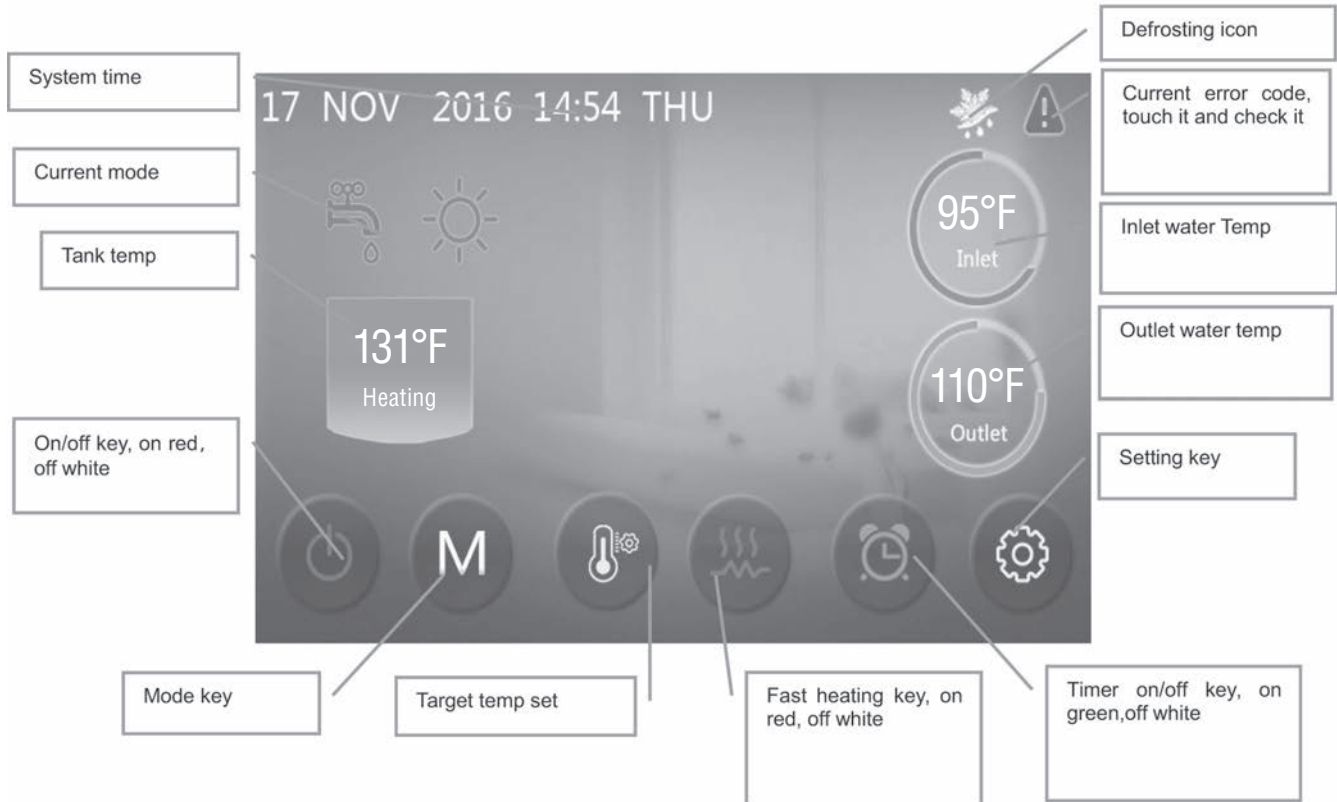 Defrosting icon
System time
Current error code,
touch it and check it
17 NOV 2016 14:54 THU
Current mode
95°F
Inlet
Inlet water Temp
Tank temp
131°F
Heating
Outlet water temp
110°F
Outlet
On/off key, on red,
off white
Setting key
M
Mode key
Target temp set
Fast heating key, on
red, off white
Timer on/off key, on
green,off white